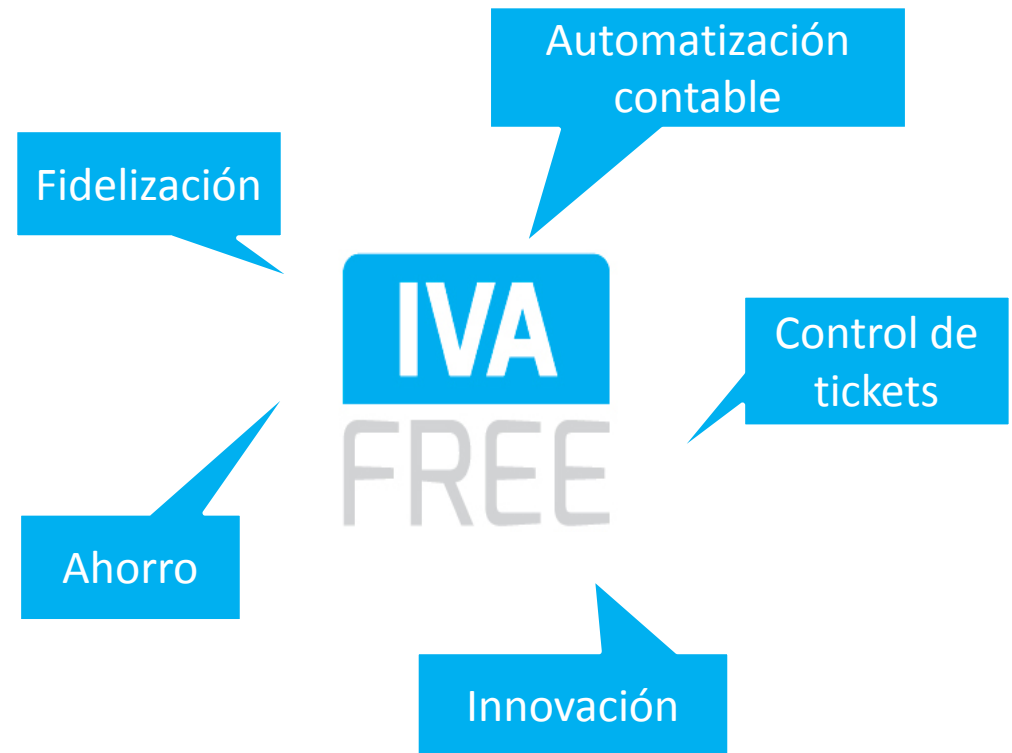 Automatización
contable
Fidelización
IVA
FREE
Control de
tickets
Ahorro
Innovación